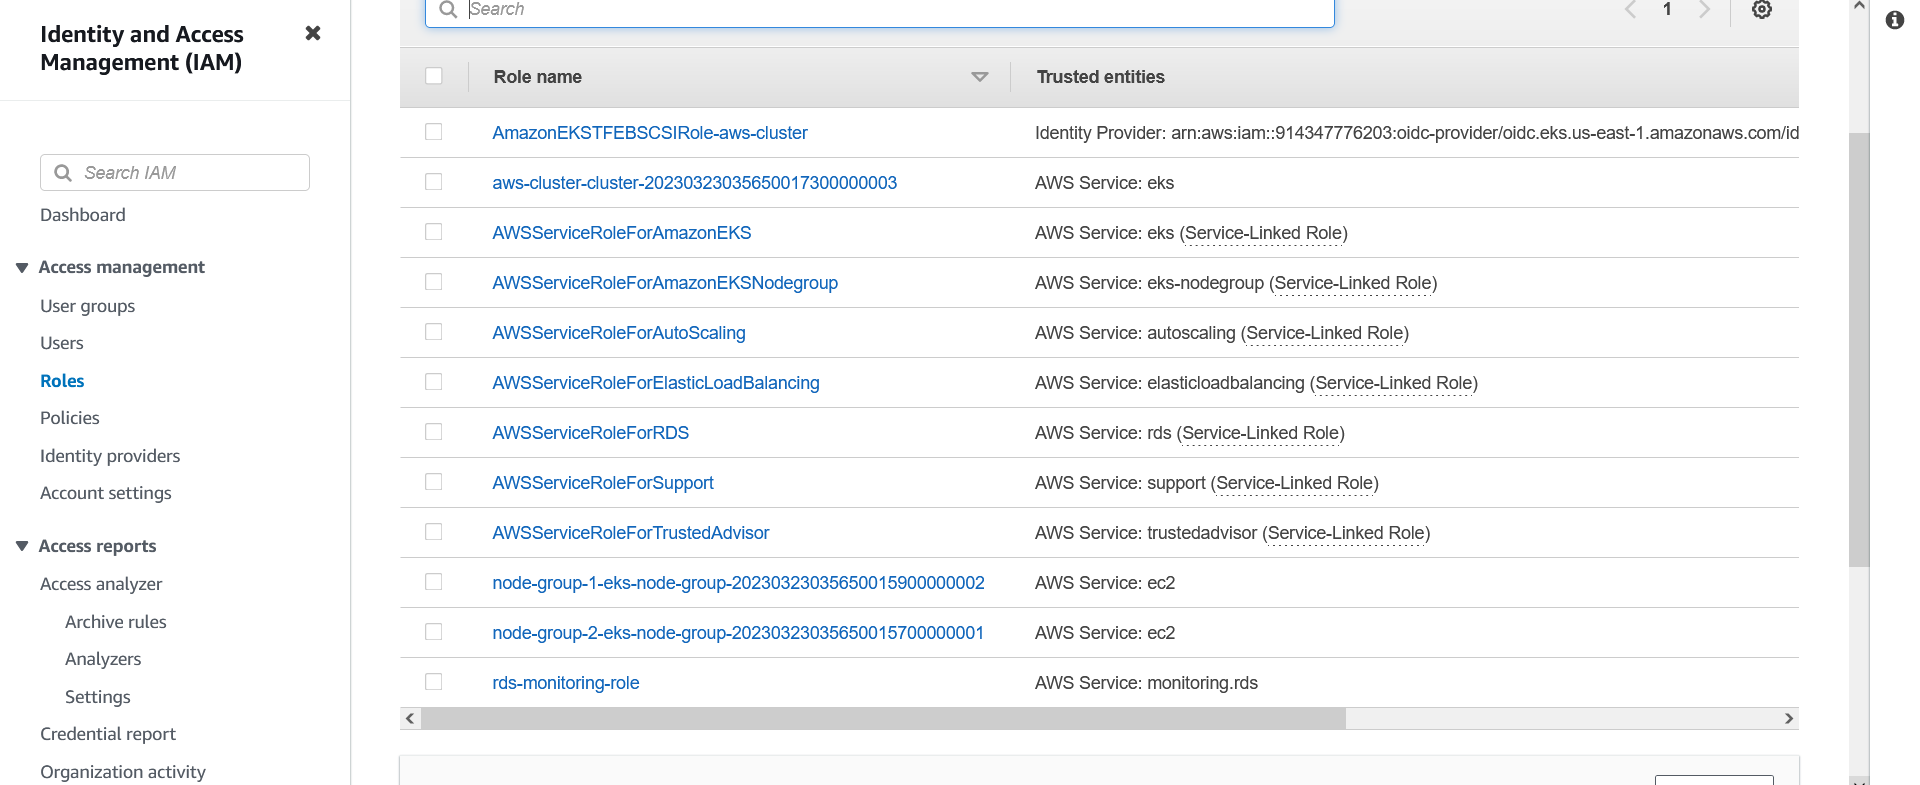 Identity and Access
Management (IAM)
Search IAM
Dashboard
Access management
User groups
Users
Roles
Policies
Identity providers
Account settings
Access reports
Access analyzer
Archive rules
Analyzers
Settings
Credential report
Organization activity
Search
1
Role name Trusted entities
AmazonEKSTFEBSCSIRole-aws-cluster Identity Provider: arn:aws:iam::914347776203:oidc-provider/oidc.eks.us-east-1.amazonaws.com/id
aws-cluster-cluster-20230323035650017300000003 AWS Service: eks
AWSServiceRoleForAmazonEKS AWS Service: eks (Service-Linked Role)
AWSServiceRoleForAmazonEKSNodegroup AWS Service: eks-nodegroup (Service-Linked Role)
AWSServiceRoleForAutoScaling AWS Service: autoscaling (Service-Linked Role)
AWSServiceRoleForElasticLoadBalancing AWS Service: elasticloadbalancing (Service-Linked Role)
AWSServiceRoleForRDS AWS Service: rds (Service-Linked Role)
AWSServiceRoleForSupport AWS Service: support (Service-Linked Role)
AWSServiceRoleForTrustedAdvisor AWS Service: trustedadvisor (Service-Linked Role)
node-group-1-eks-node-group-20230323035650015900000002 AWS Service: ec2
node-group-2-eks-node-group-20230323035650015700000001 AWS Service: ec2
rds-monitoring-role AWS Service: monitoring.rds